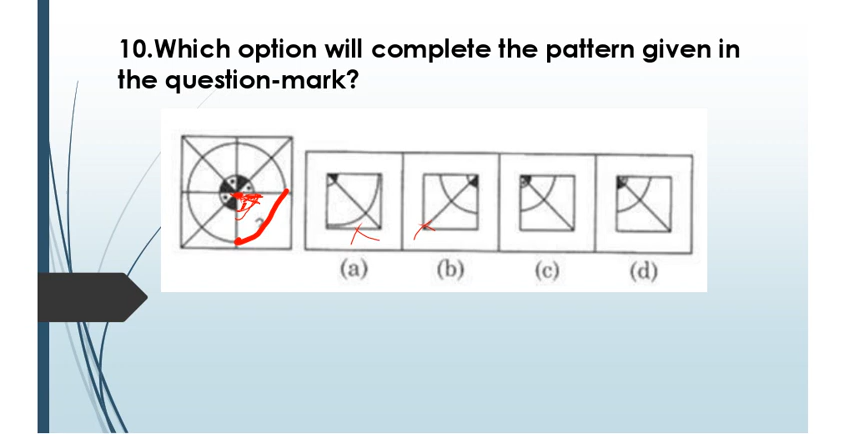 10.Which option will complete the pattern given in
the question-mark?
?
(a) (b) (c) (d)